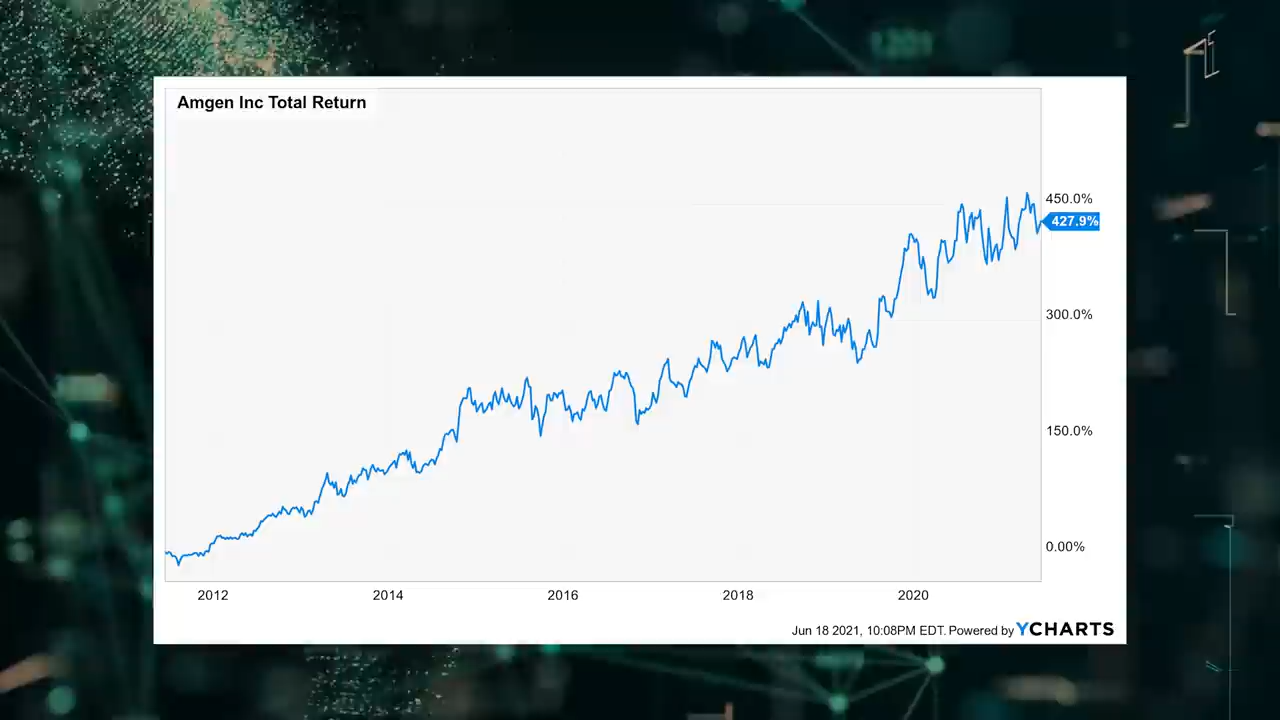 Amgen Inc Total Return
450.0%
427.9%
300.0%
150.0%
0.00%
2012 2014 2016 2018 2020
Jun 18 2021, 10:08PM EDT. Powered by YCHARTS